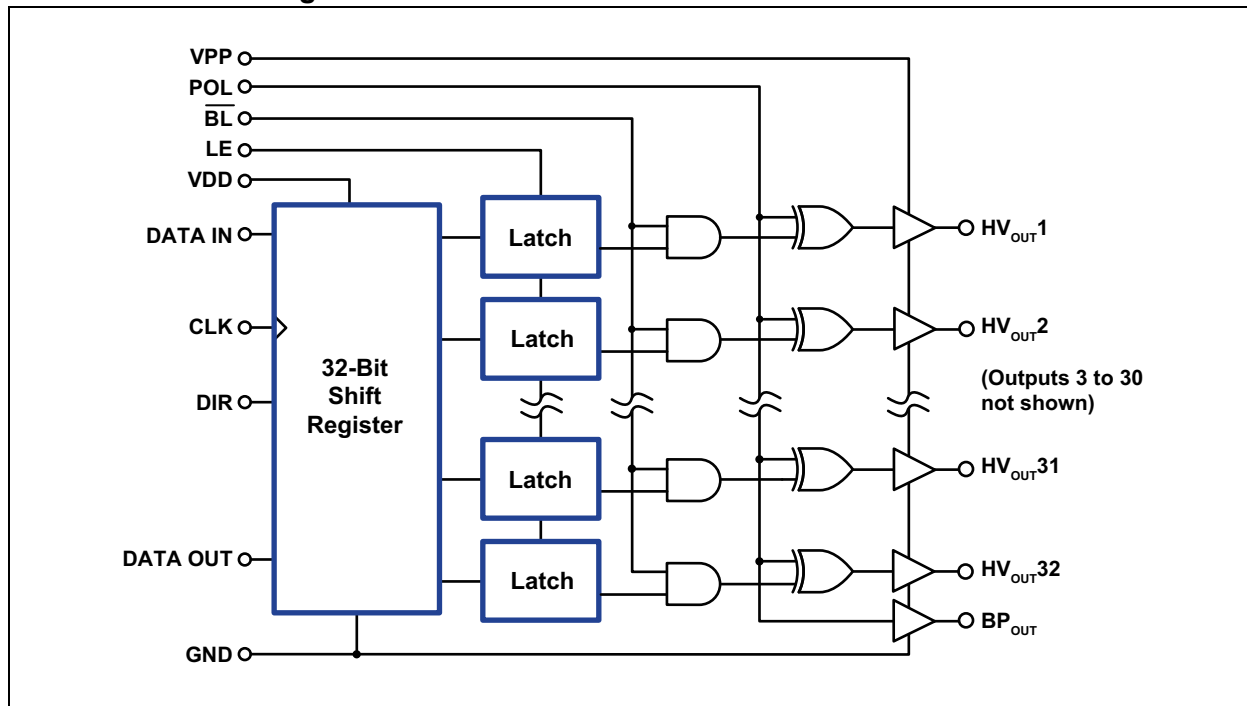 VPP
POL
BL
LE
VDD
DATA IN
CLK
DIR
DATA OUT
GND
32-Bit
Shift
Register
Latch
Latch
Latch
Latch
HVOUT1
HVOUT2
(Outputs 3 to 30
not shown)
HVOUT31
HVOUT32
BPOUT